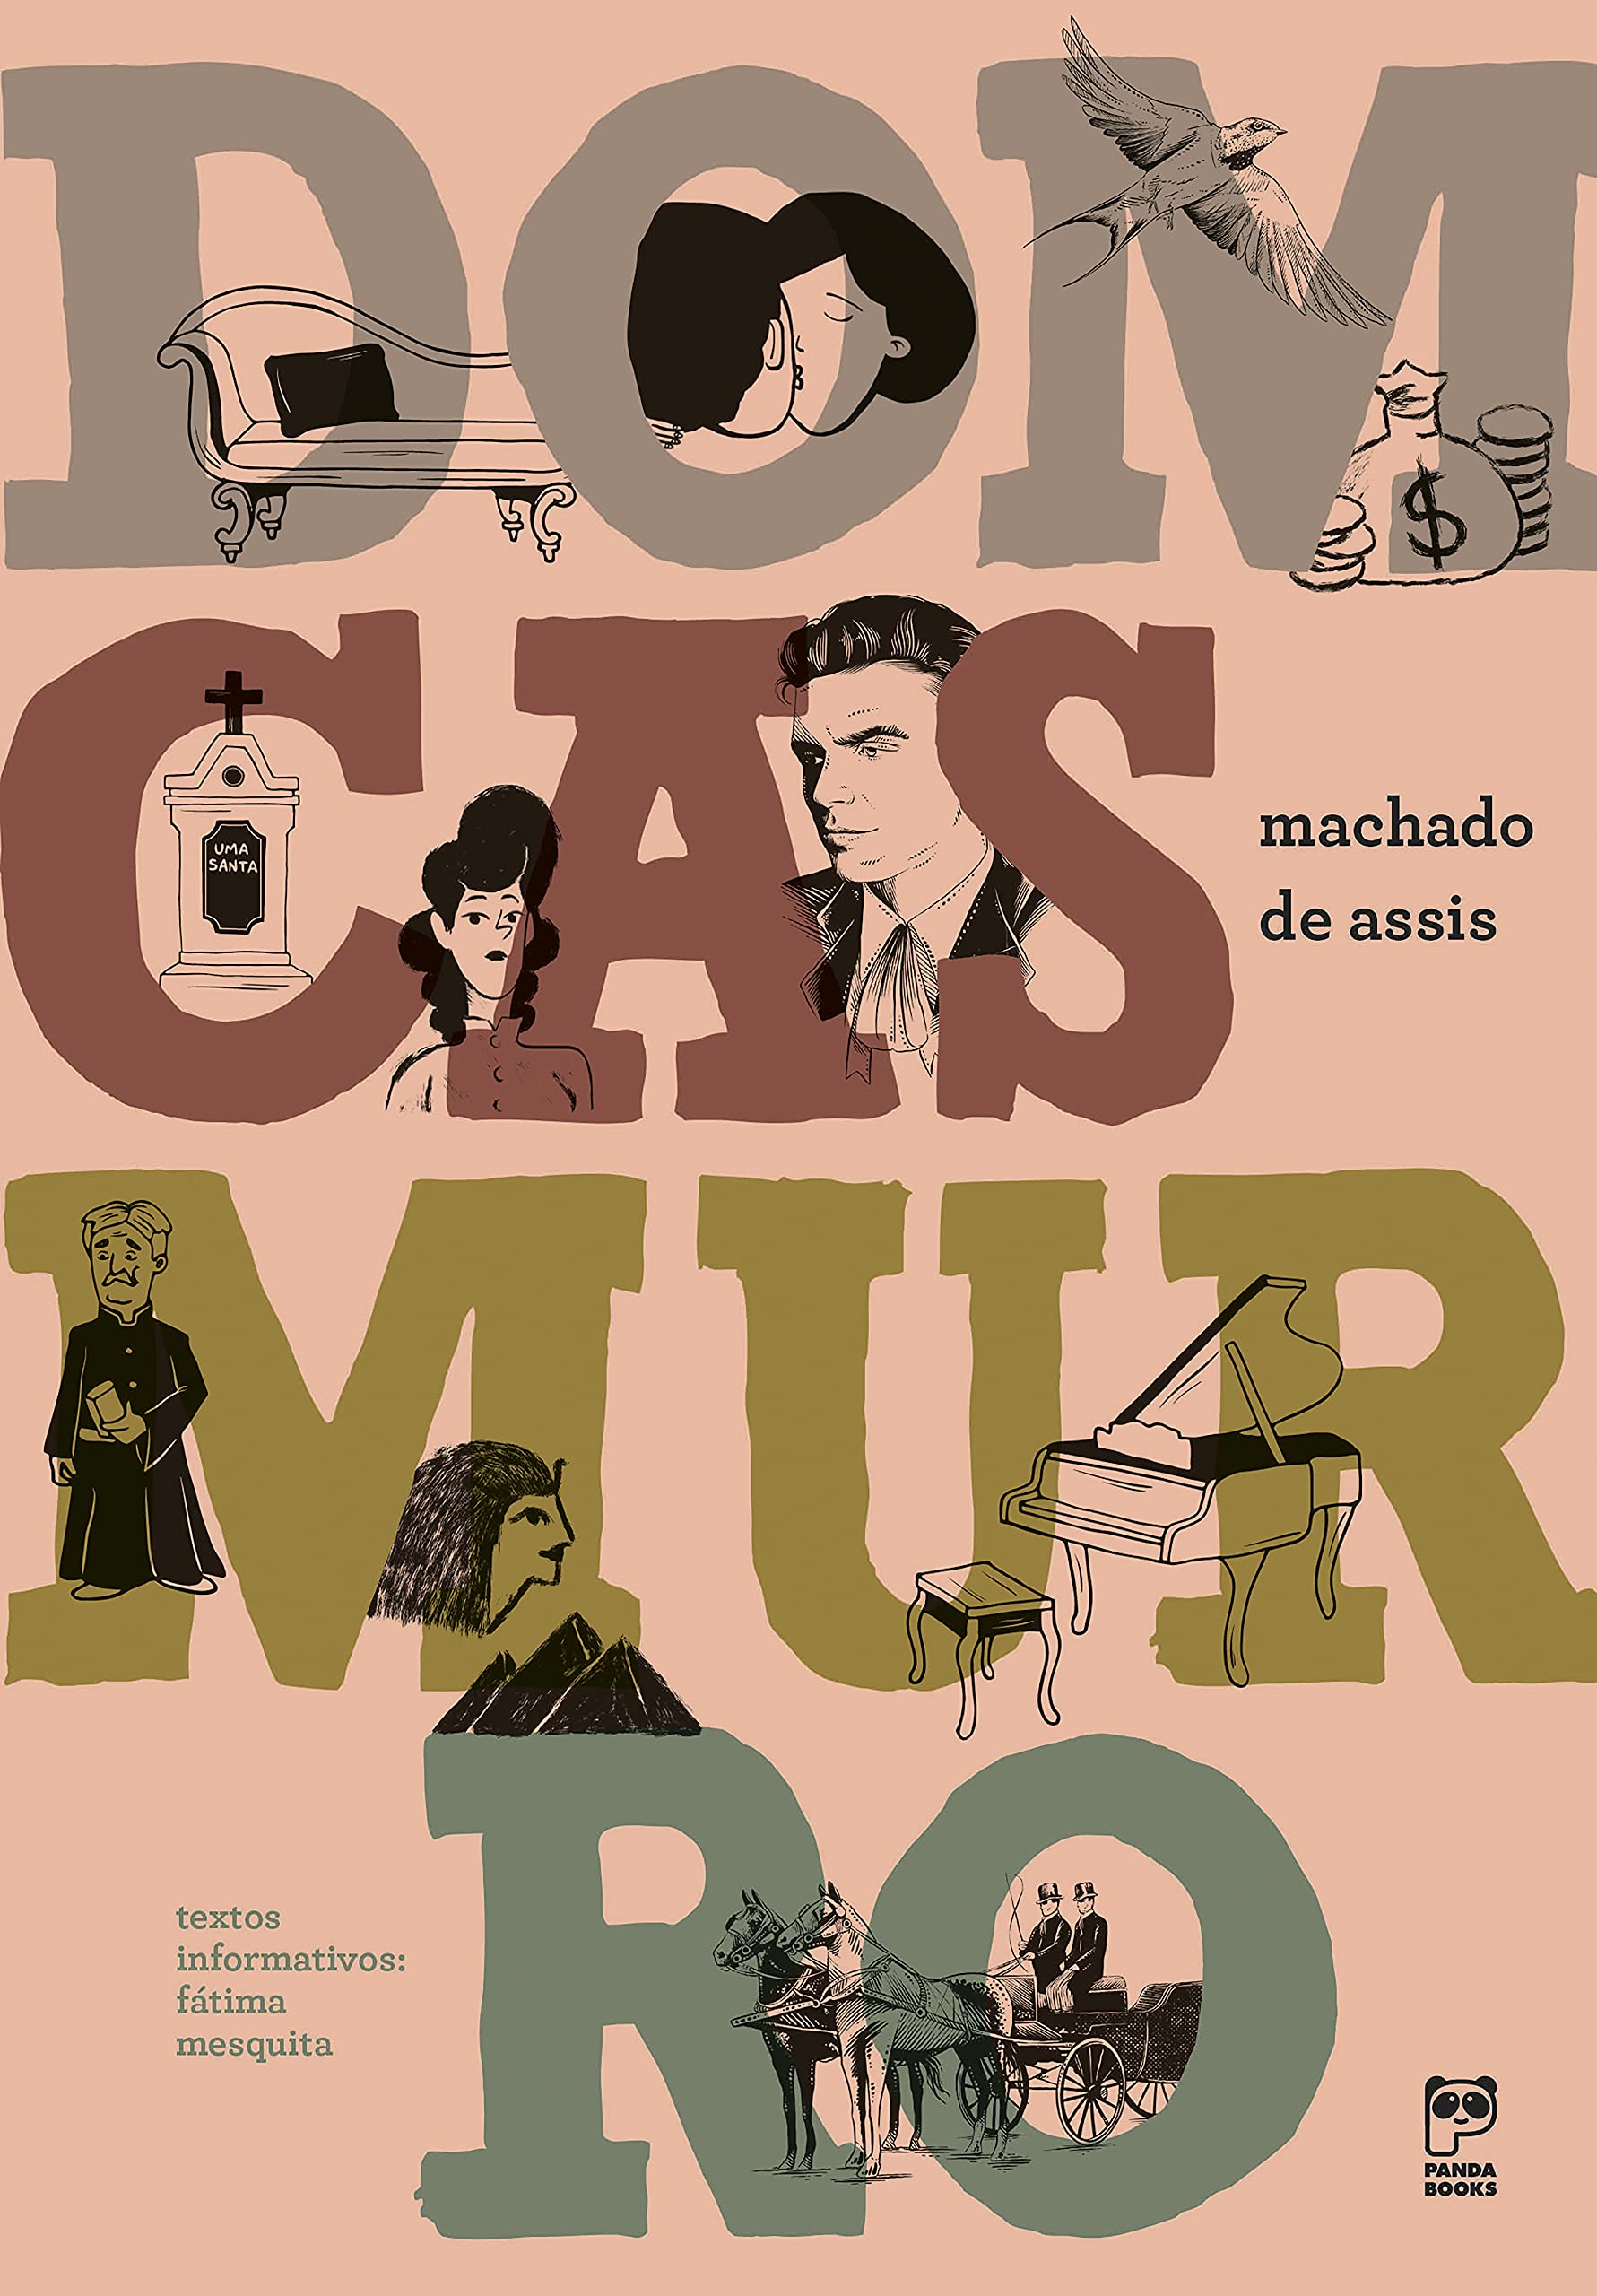 DOM
CAS
UMA
SANTA
machado
de assis
MUR
RO
textos
informativos:
fátima
mesquita
PANDA
BOOKS